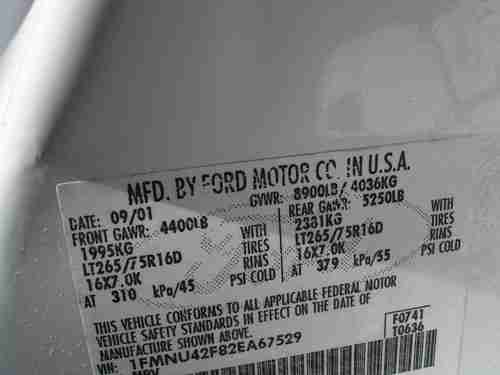 MFD. BY FORD MOTOR CO. IN U.S.A.
DATE: 09/01 GVWR: 8900LB/ 4036KG
FRONT GAWR: 4400LB REAR GAWR: 5250LB
1995KG WITH 2381KG WITH
LT265/75R16D TIRES LT265/75R16D TIRES
16X7.0K RIMS 16X7.0K RIMS
AT 310 kPa/45 PSI COLD AT 379 kPa/55 PSI COLD
THIS VEHICLE CONFORMS TO ALL APPLICABLE FEDERAL MOTOR
VEHICLE SAFETY STANDARDS IN EFFECT ON THE DATE OF
MANUFACTURE SHOWN ABOVE. F0741
VIN: 1FMNU42F82EA67529 T0636